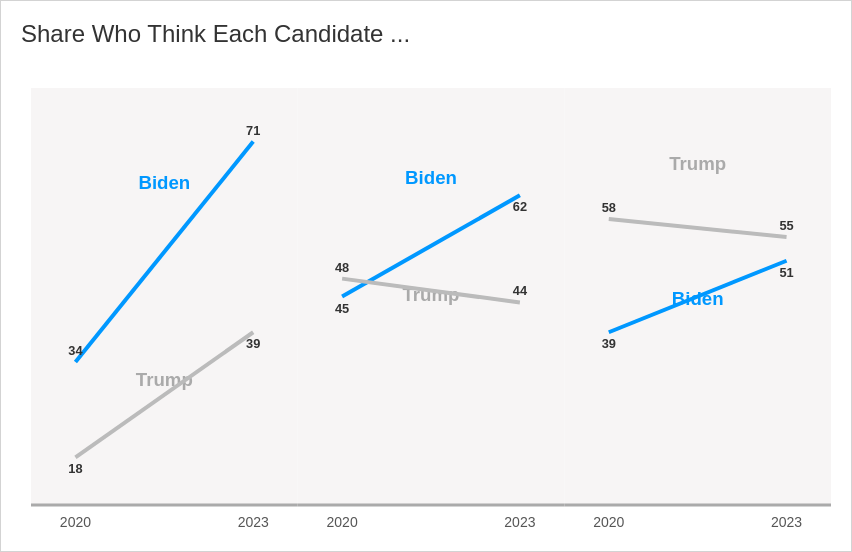 Share Who Think Each Candidate ...
71
Biden
34
Trump
39
18
Biden
62
48
45
Trump
44
Trump
58
55
51
Biden
39
2020 2023 2020 2023 2020 2023